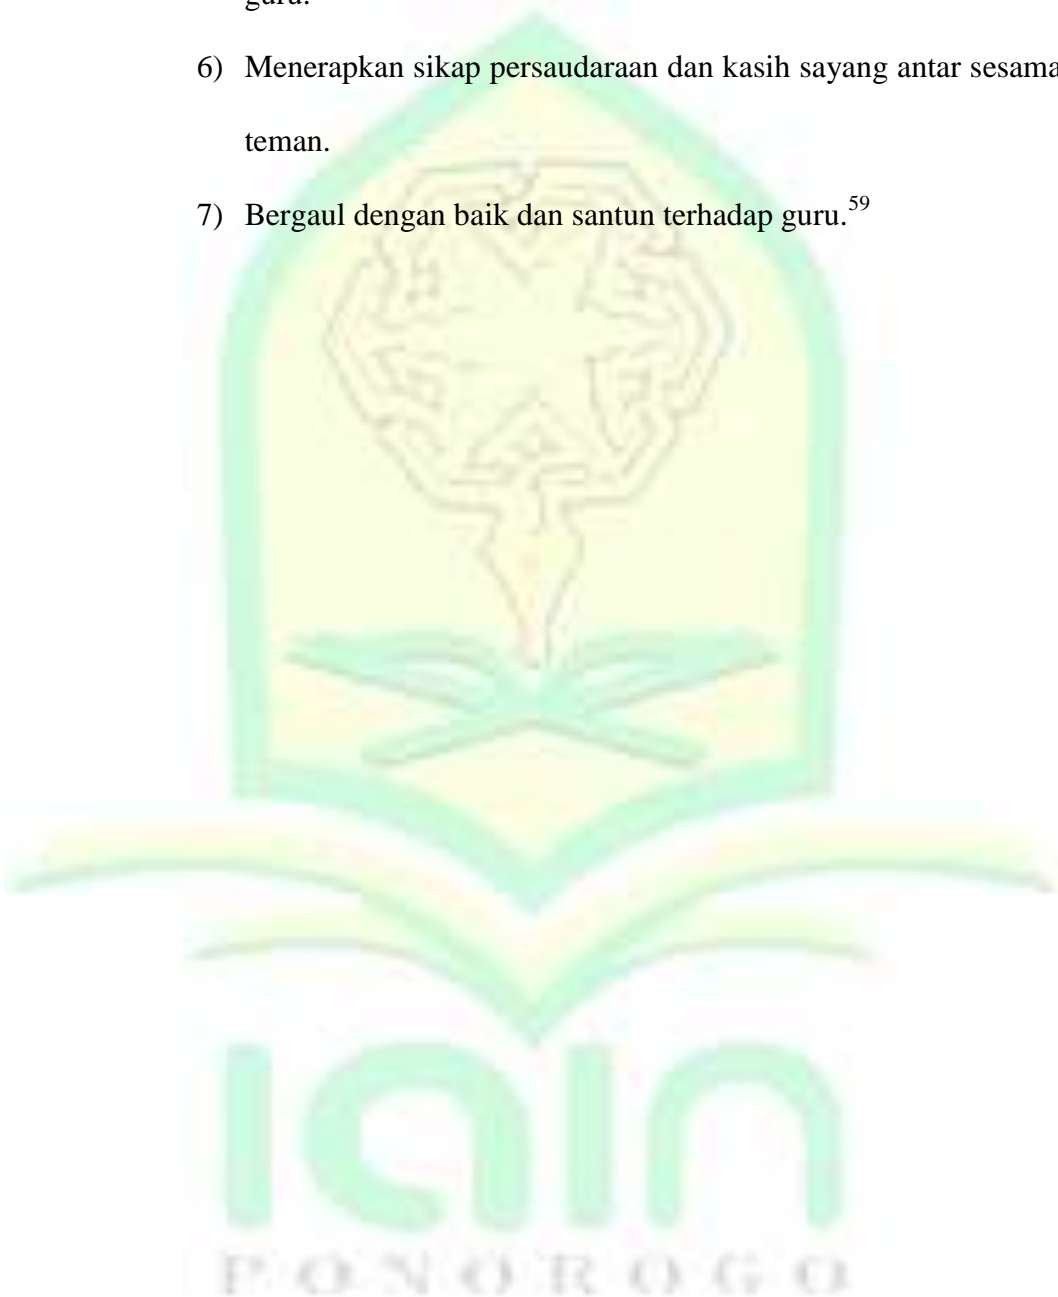 guru.
6) Menerapkan sikap persaudaraan dan kasih sayang antar sesama
teman.
7) Bergaul dengan baik dan santun terhadap guru.59
iain
PONOROGO